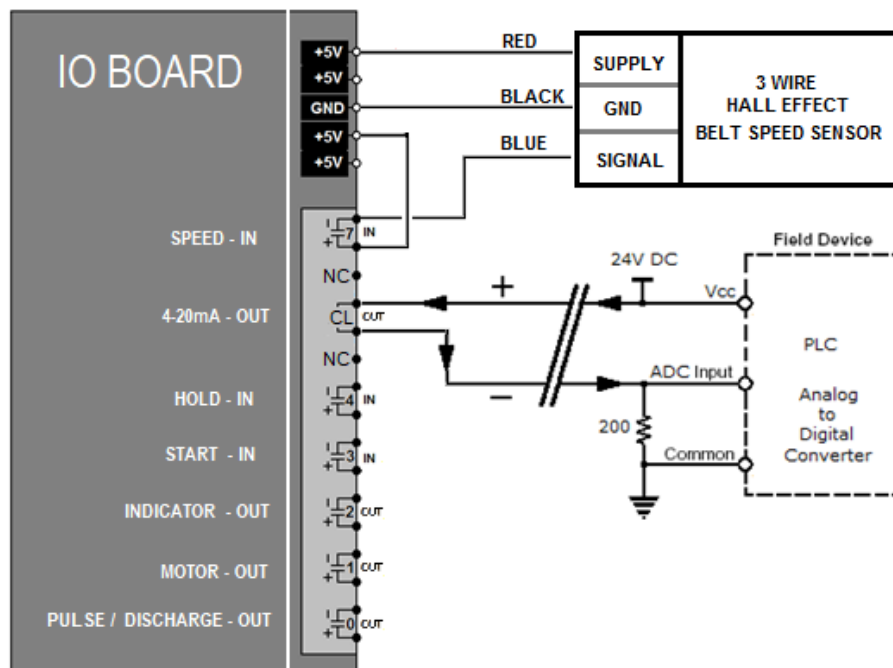 IO BOARD
+5V
+5V
GND
+5V
+5V
RED
BLACK
BLUE
SUPPLY
GND
SIGNAL
3 WIRE
HALL EFFECT
BELT SPEED SENSOR
SPEED - IN
- 7 IN
+
NC
4-20mA - OUT
CL OUT
NC
HOLD - IN
- 4 IN
+
START - IN
- 3 IN
+
INDICATOR - OUT
- 2 OUT
+
MOTOR - OUT
- 1 OUT
+
PULSE / DISCHARGE - OUT
- 0 OUT
+
+
24V DC
−
200
Field Device
Vcc
PLC
ADC Input
Analog
to
Digital
Converter
Common